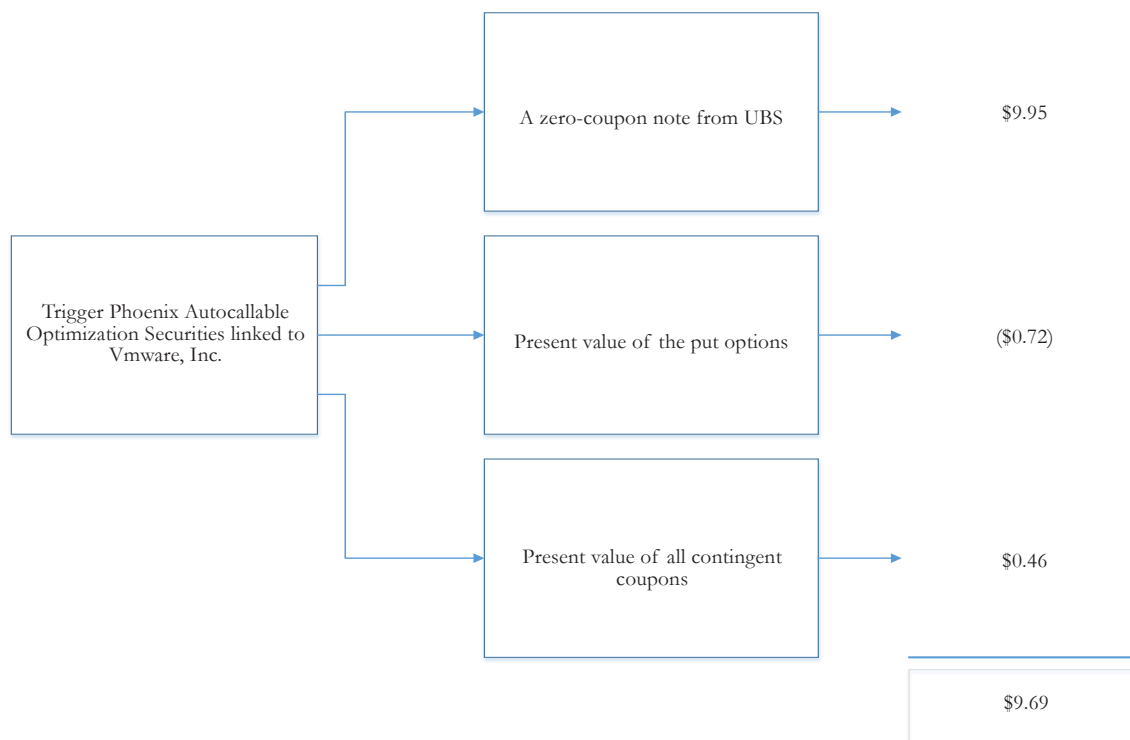 A zero-coupon note from UBS
$9.95
Trigger Phoenix Autocallable
Optimization Securities linked to
Vmware, Inc.
Present value of the put options
($0.72)
Present value of all contingent
coupons
$0.46
$9.69